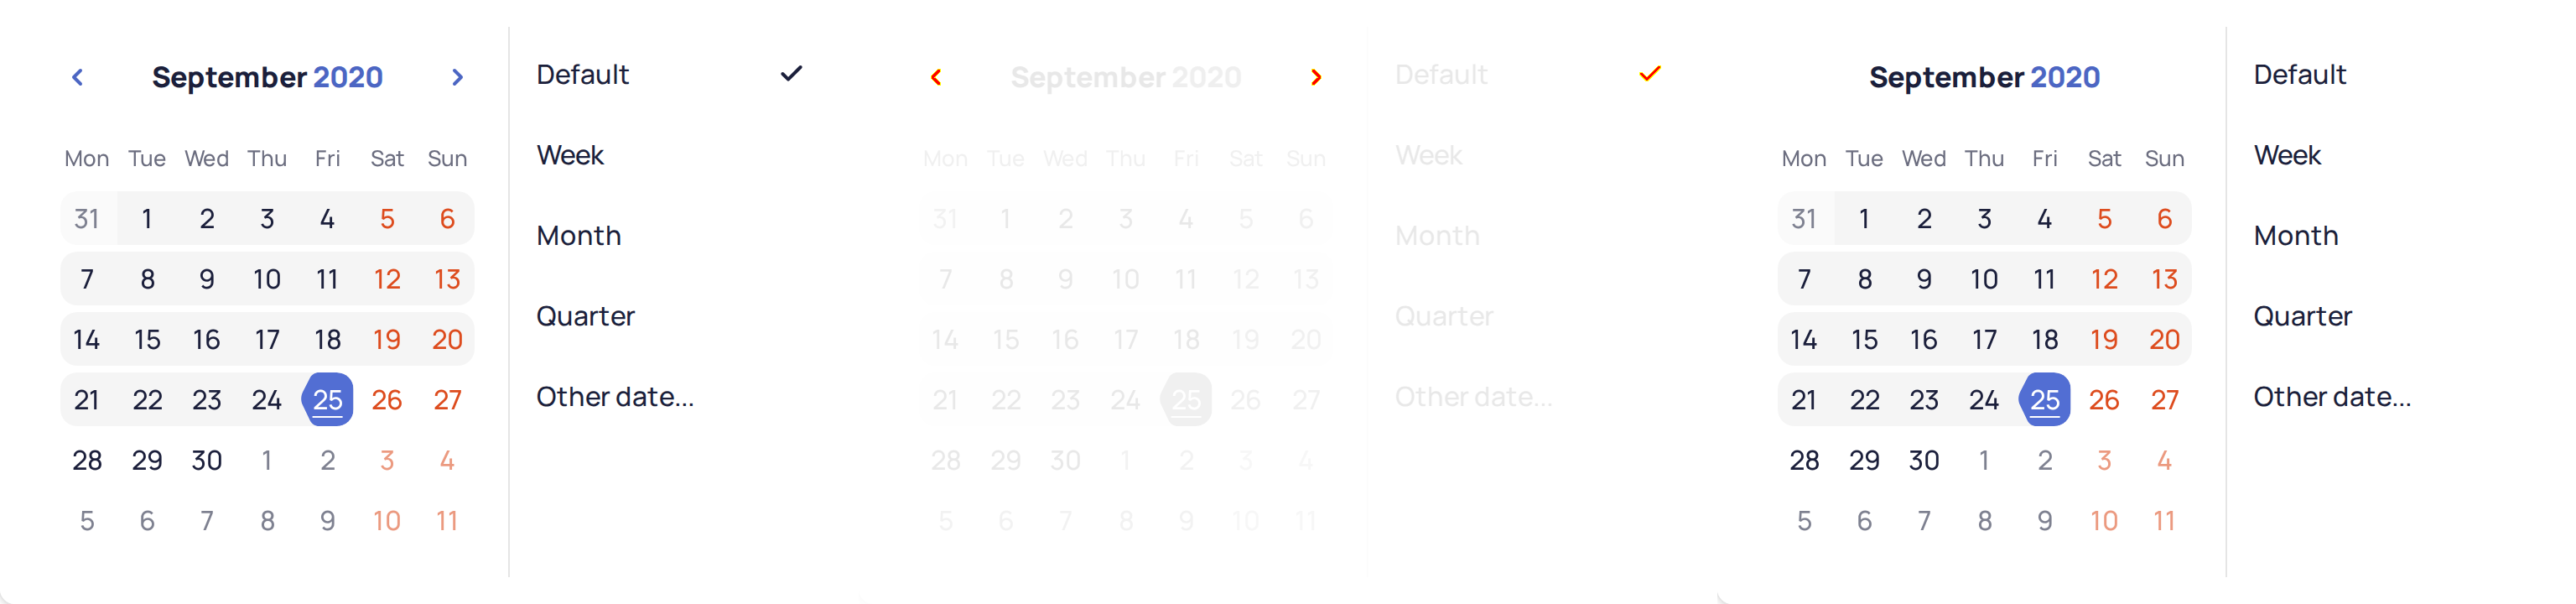 September 2020
Mon Tue Wed Thu Fri Sat Sun
31 1 2 3 4 5 6
7 8 9 10 11 12 13
14 15 16 17 18 19 20
21 22 23 24 25 26 27
28 29 30 1 2 3 4
5 6 7 8 9 10 11
Default
Week
Month
Quarter
Other date...
September 2020
Mon Tue Wed Thu Fri Sat Sun
31 1 2 3 4 5 6
7 8 9 10 11 12 13
14 15 16 17 18 19 20
21 22 23 24 25 26 27
28 29 30 1 2 3 4
5 6 7 8 9 10 11
Default
Week
Month
Quarter
Other date...
September 2020
Mon Tue Wed Thu Fri Sat Sun
31 1 2 3 4 5 6
7 8 9 10 11 12 13
14 15 16 17 18 19 20
21 22 23 24 25 26 27
28 29 30 1 2 3 4
5 6 7 8 9 10 11
Default
Week
Month
Quarter
Other date...